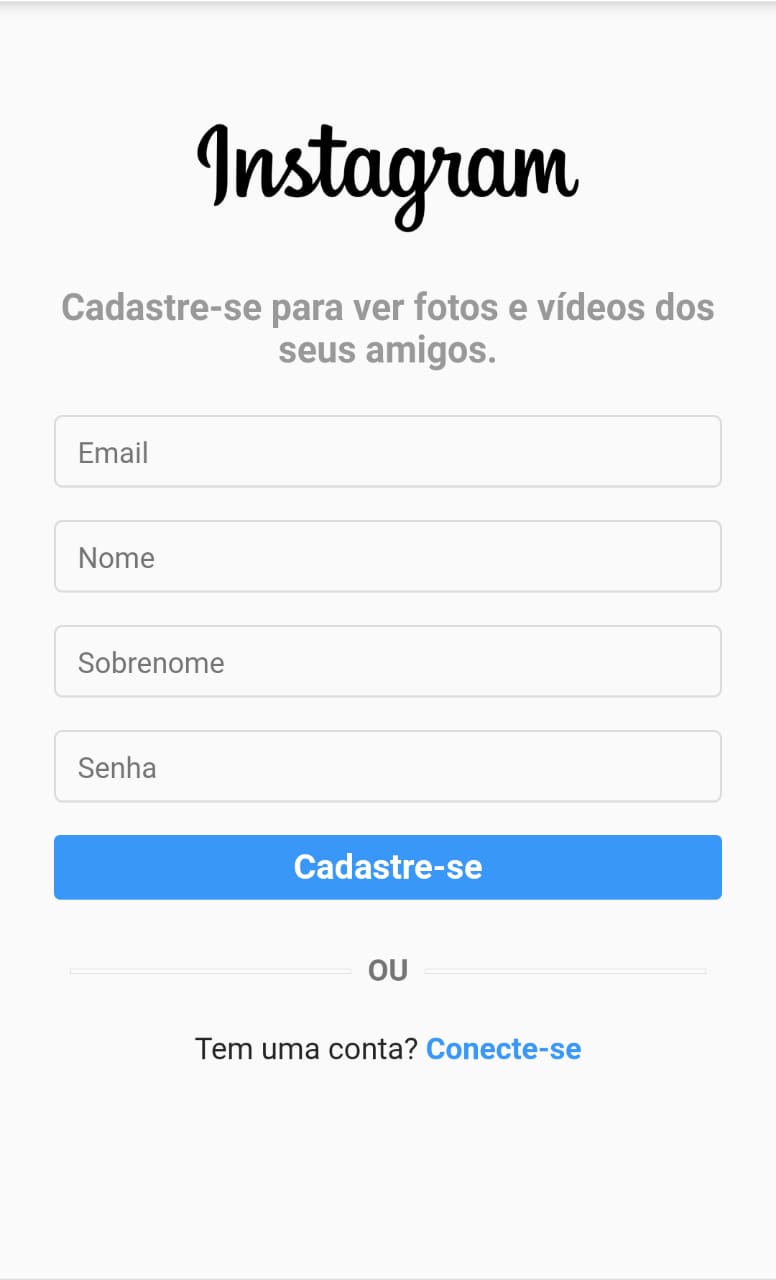 Instagram
Cadastre-se para ver fotos e vídeos dos
seus amigos.
Email
Nome
Sobrenome
Senha
Cadastre-se
OU
Tem uma conta? Conecte-se